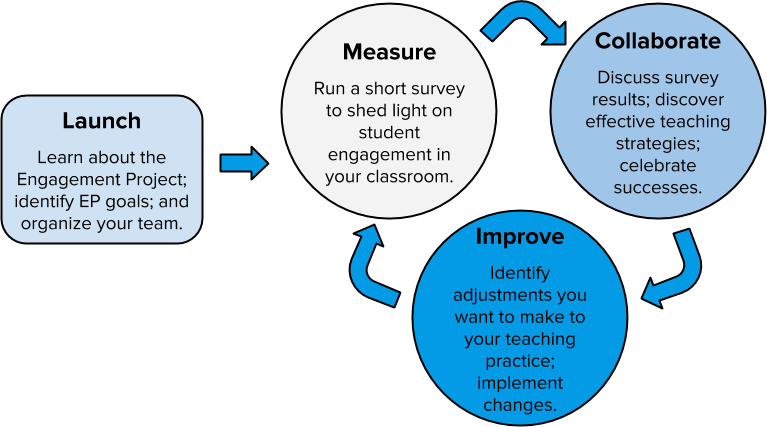 Launch
Learn about the
Engagement Project;
identify EP goals; and
organize your team.
Measure
Run a short survey
to shed light on
student
engagement in
your classroom.
Collaborate
Discuss survey
results; discover
effective teaching
strategies;
celebrate
successes.
Improve
Identify
adjustments you
want to make to
your teaching
practice;
implement
changes.